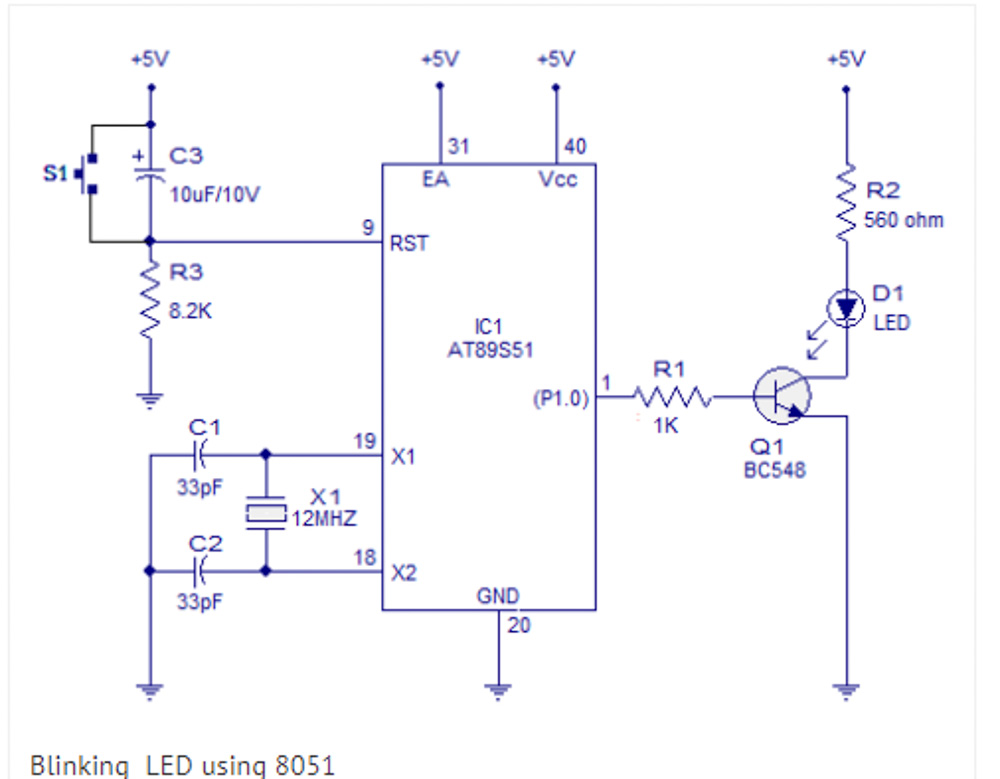 +5V
+5V
+5V
+5V
S1
+
C3
10uF/10V
31
40
EA
Vcc
R2
560 ohm
9
RST
R3
8.2K
D1
LED
IC1
AT89S51
(P1.0)
1
R1
1K
Q1
BC548
C1
33pF
19
X1
X1
12MHZ
C2
33pF
18
X2
GND
20
Blinking LED using 8051